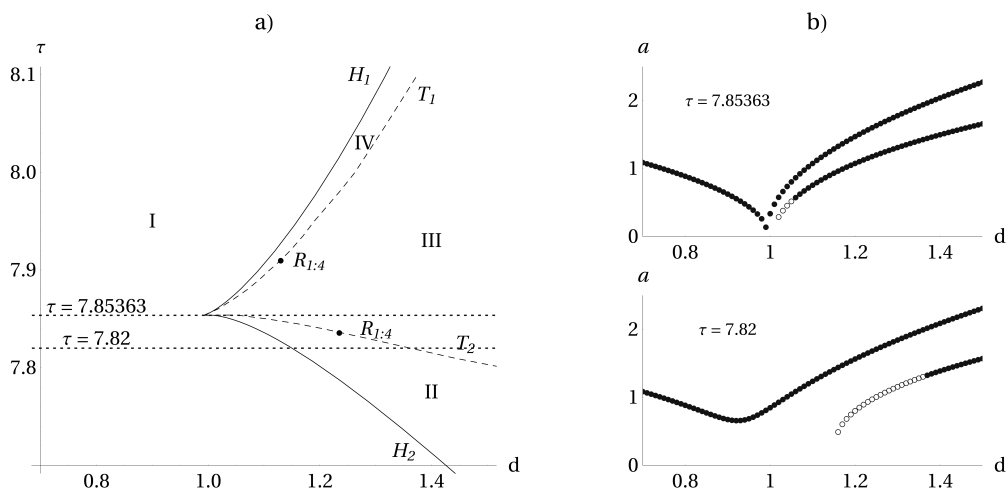 a)
τ
8.1
8.0
7.9
7.8
H1
T1
IV
I
III
R1:4
τ = 7.85363
R1:4
τ = 7.82
T2
II
H2
0.8
1.0
1.2
1.4
d
b)
a
2
τ = 7.85363
1
0
0.8
1
1.2
1.4
d
a
2
τ = 7.82
1
0
0.8
1
1.2
1.4
d